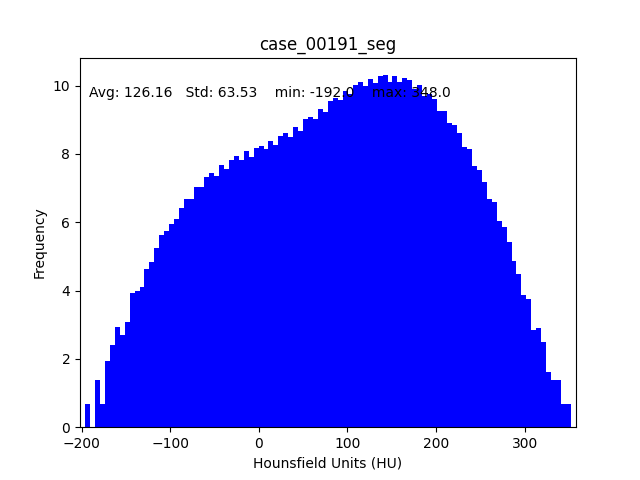 case_00191_seg
Avg: 126.16 Std: 63.53 min: -192.0 max: 348.0
10
8
6
4
2
0
Frequency
−200 −100 0 100 200 300
Hounsfield Units (HU)